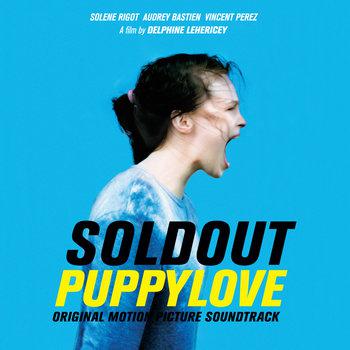 SOLENE RIGOT AUDREY BASTIEN VINCENT PEREZ
A film by DELPHINE LEHERICEY
SOLDOUT
PUPPYLOVE
ORIGINAL MOTION PICTURE SOUNDTRACK